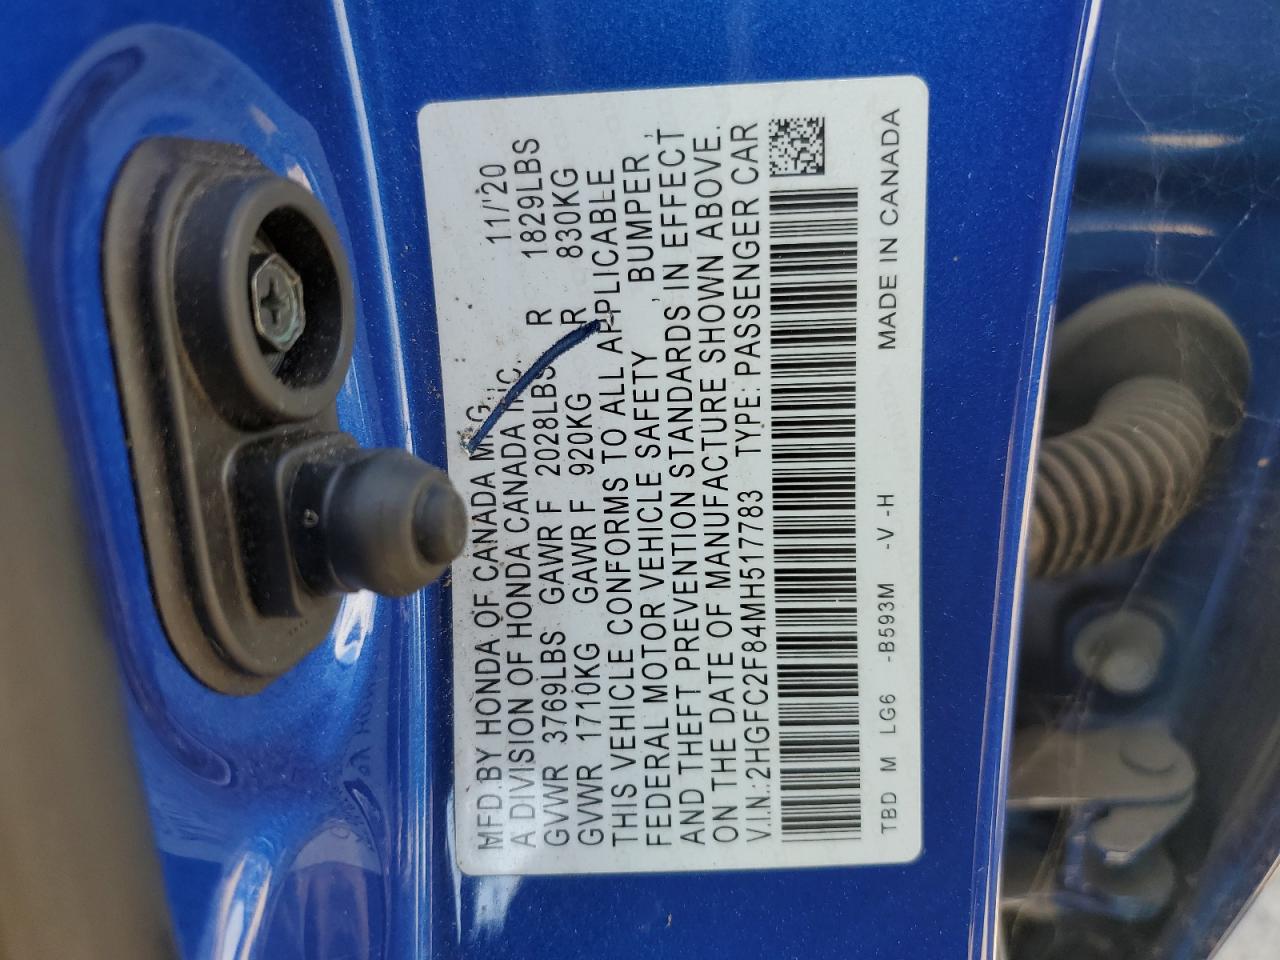 MFD.BY HONDA OF CANADA MFG.
A DIVISION OF HONDA CANADA INC. 11/'20
GVWR 3769LBS GAWR F 2028LBS R 1829LBS
GVWR 1710KG GAWR F 920KG R 830KG
THIS VEHICLE CONFORMS TO ALL APPLICABLE
FEDERAL MOTOR VEHICLE SAFETY , BUMPER ,
AND THEFT PREVENTION STANDARDS IN EFFECT
ON THE DATE OF MANUFACTURE SHOWN ABOVE.
V.I.N.:2HGFC2F84MH517783 TYPE: PASSENGER CAR
TBD M LG6 -B593M -V -H MADE IN CANADA